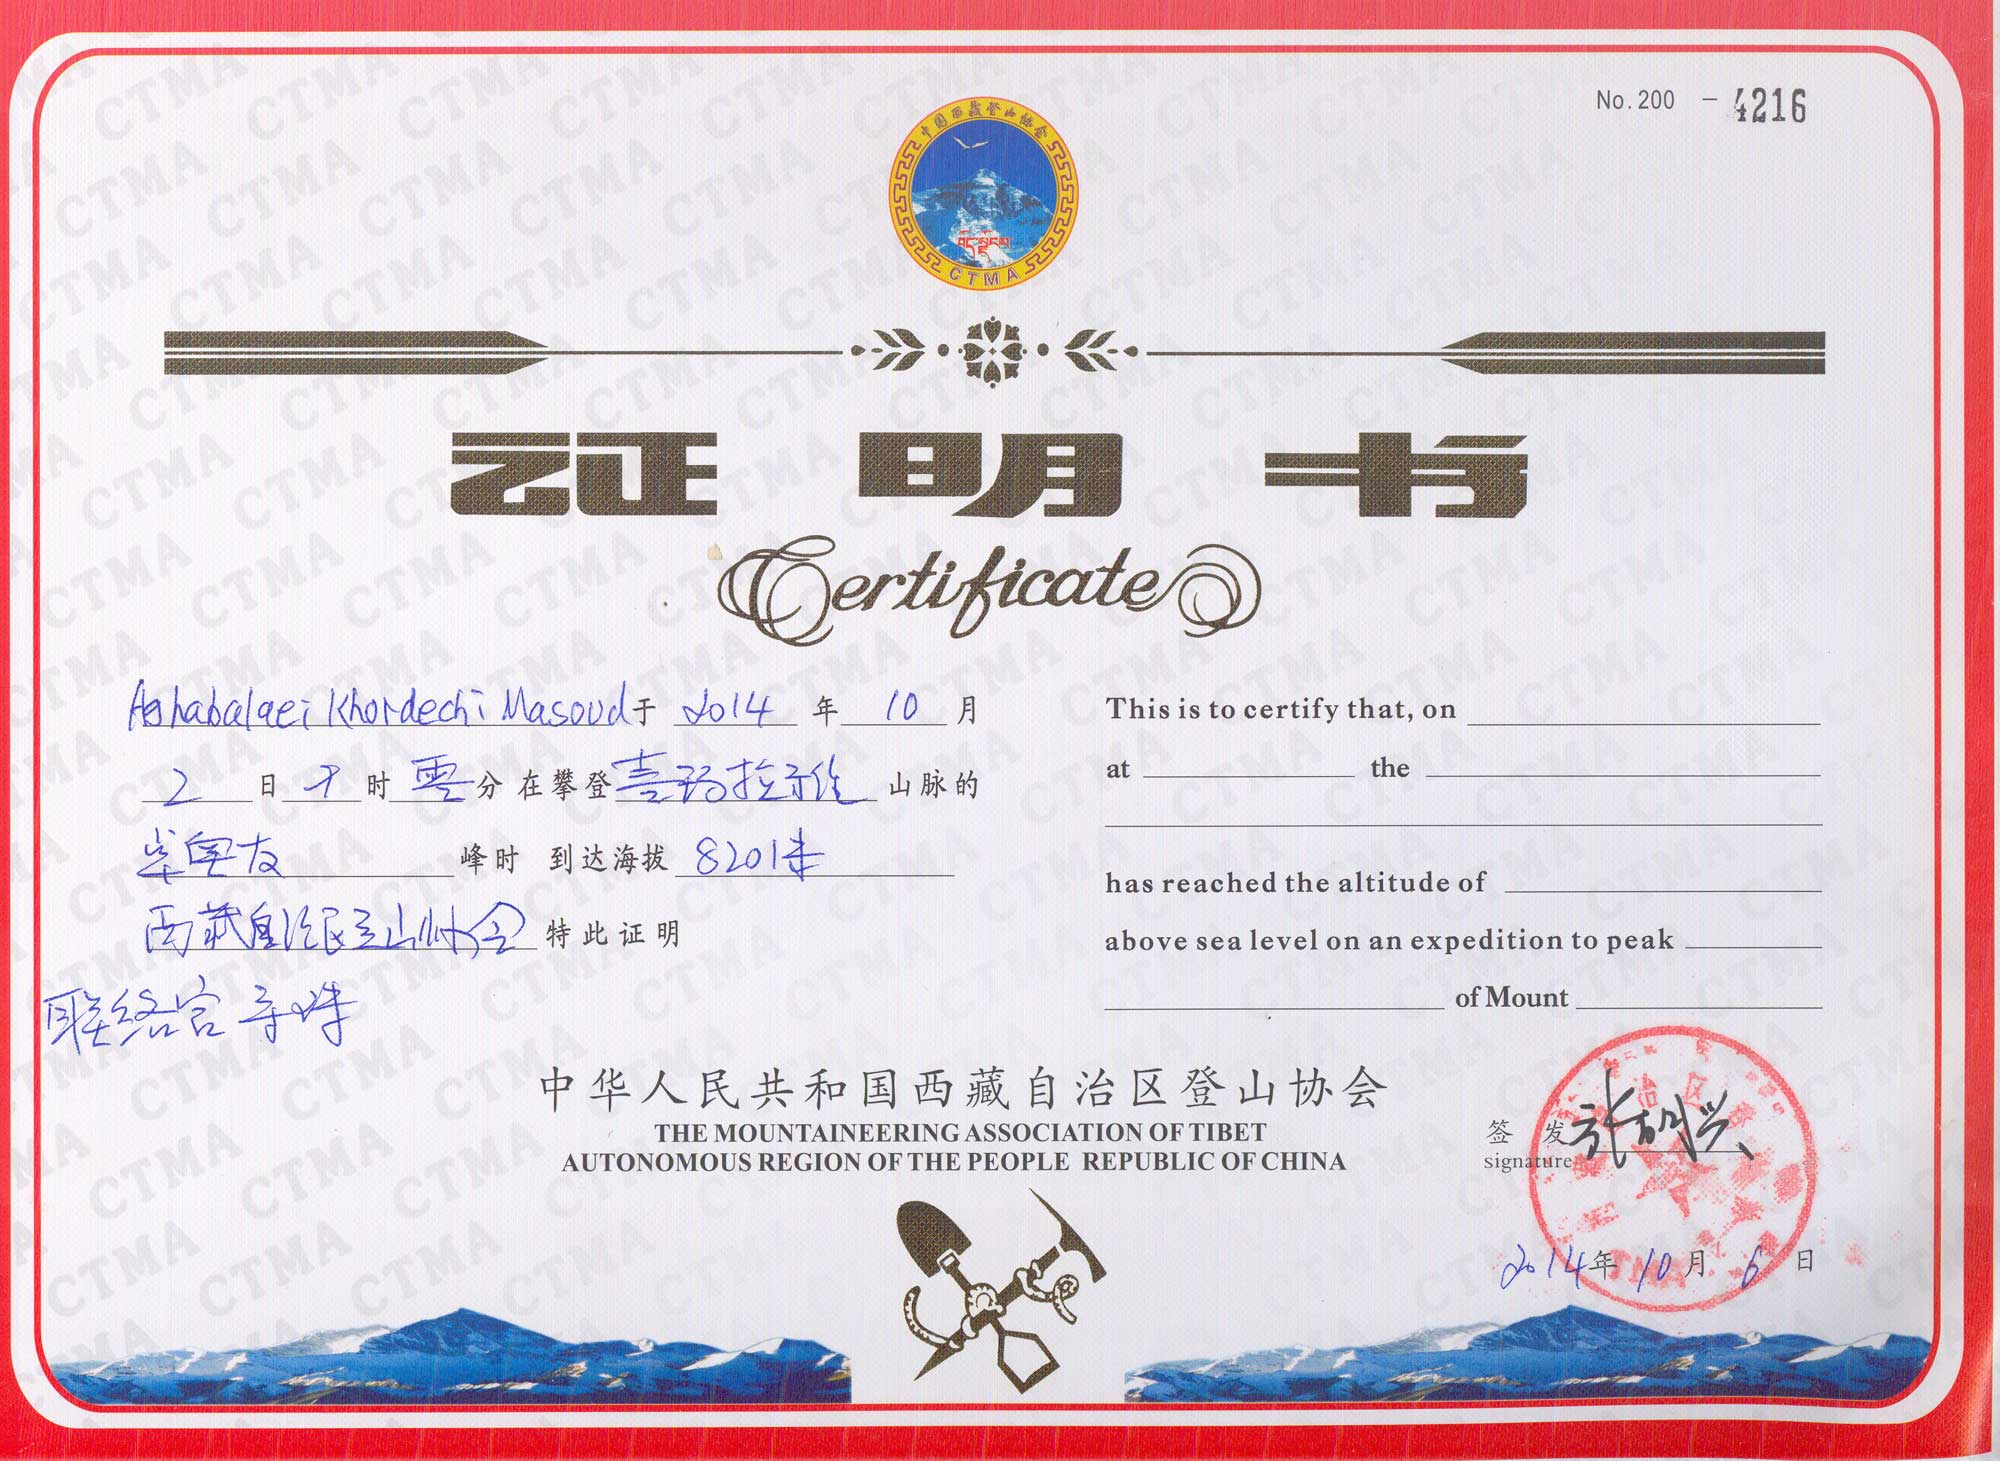 No.200 - 4216
中国西藏登山协会
CTMA
证明书
Certificate
Aghabalaei Khordechi Masoud于 2014 年 10 月
2 日 时 零 分 在攀登 喜玛拉雅 山脉的
卓奥友 峰时 到达海拔 8201米
西藏自治区登山协会 特此证明
联络官
This is to certify that, on
at the
has reached the altitude of
above sea level on an expedition to peak
of Mount
中华人民共和国西藏自治区登山协会
THE MOUNTAINEERING ASSOCIATION OF TIBET
AUTONOMOUS REGION OF THE PEOPLE REPUBLIC OF CHINA
签发 张明兴
signature
2014年 10月 6日